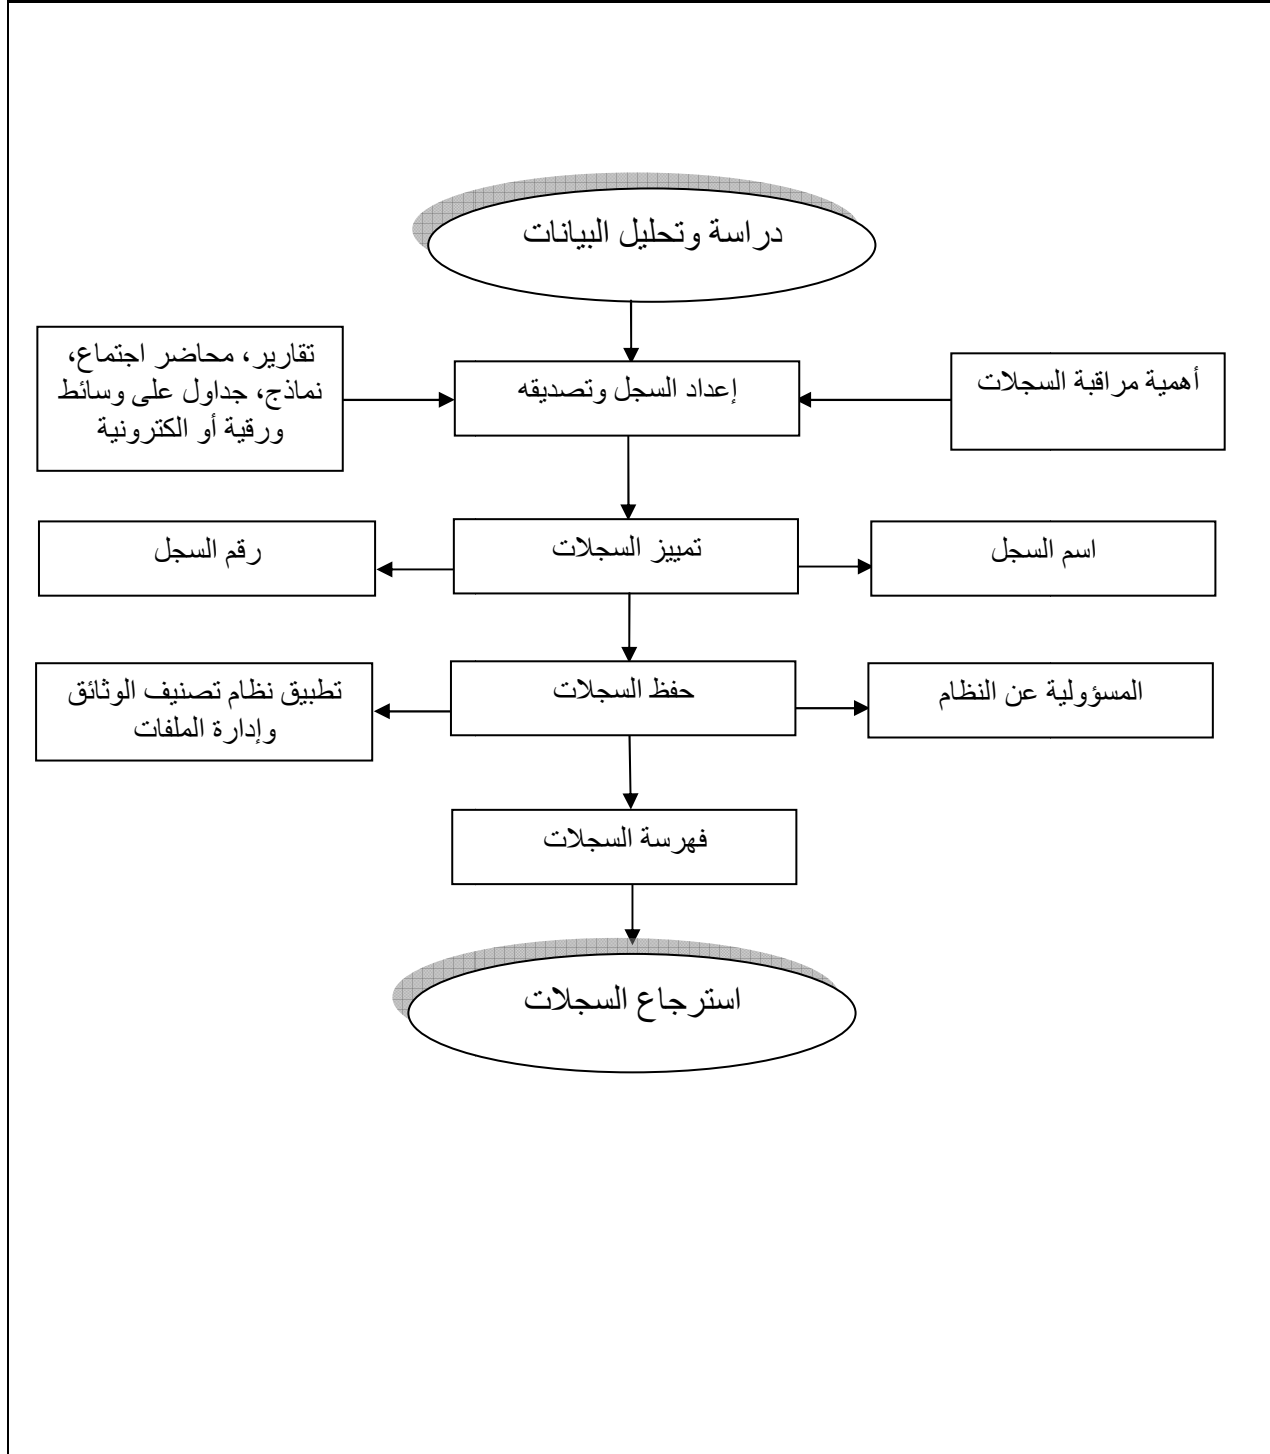 دراسة وتحليل البيانات
أهمية مراقبة السجلات
إعداد السجل وتصديقه
تقارير، محاضر اجتماع،
نماذج، جداول على وسائط
ورقية أو الكترونية
اسم السجل
تمييز السجلات
رقم السجل
المسؤولية عن النظام
حفظ السجلات
تطبيق نظام تصنيف الوثائق
وإدارة الملفات
فهرسة السجلات
استرجاع السجلات